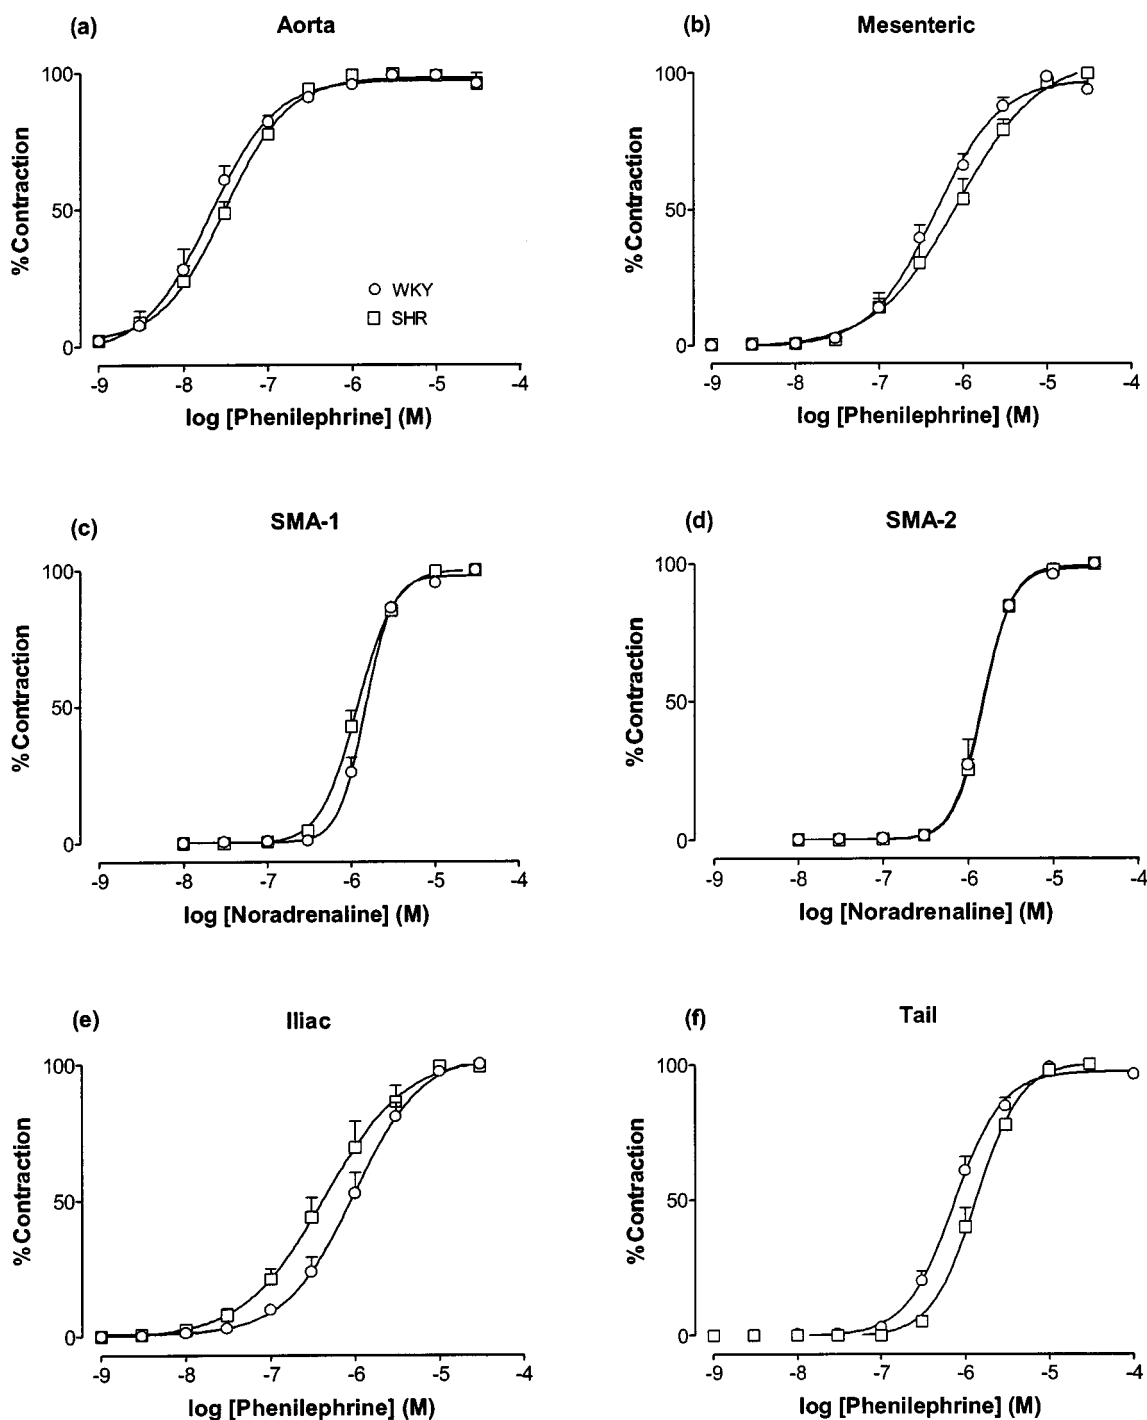 (a) Aorta
100
50
0
% Contraction
WKY
SHR
-9 -8 -7 -6 -5 -4
log [Phenilephrine] (M)
(b) Mesenteric
100
50
0
% Contraction
-9 -8 -7 -6 -5 -4
log [Phenilephrine] (M)
(c) SMA-1
100
50
0
% Contraction
-9 -8 -7 -6 -5 -4
log [Noradrenaline] (M)
(d) SMA-2
100
50
0
% Contraction
-9 -8 -7 -6 -5 -4
log [Noradrenaline] (M)
(e) Iliac
100
50
0
% Contraction
-9 -8 -7 -6 -5 -4
log [Phenilephrine] (M)
(f) Tail
100
50
0
% Contraction
-9 -8 -7 -6 -5 -4
log [Phenilephrine] (M)